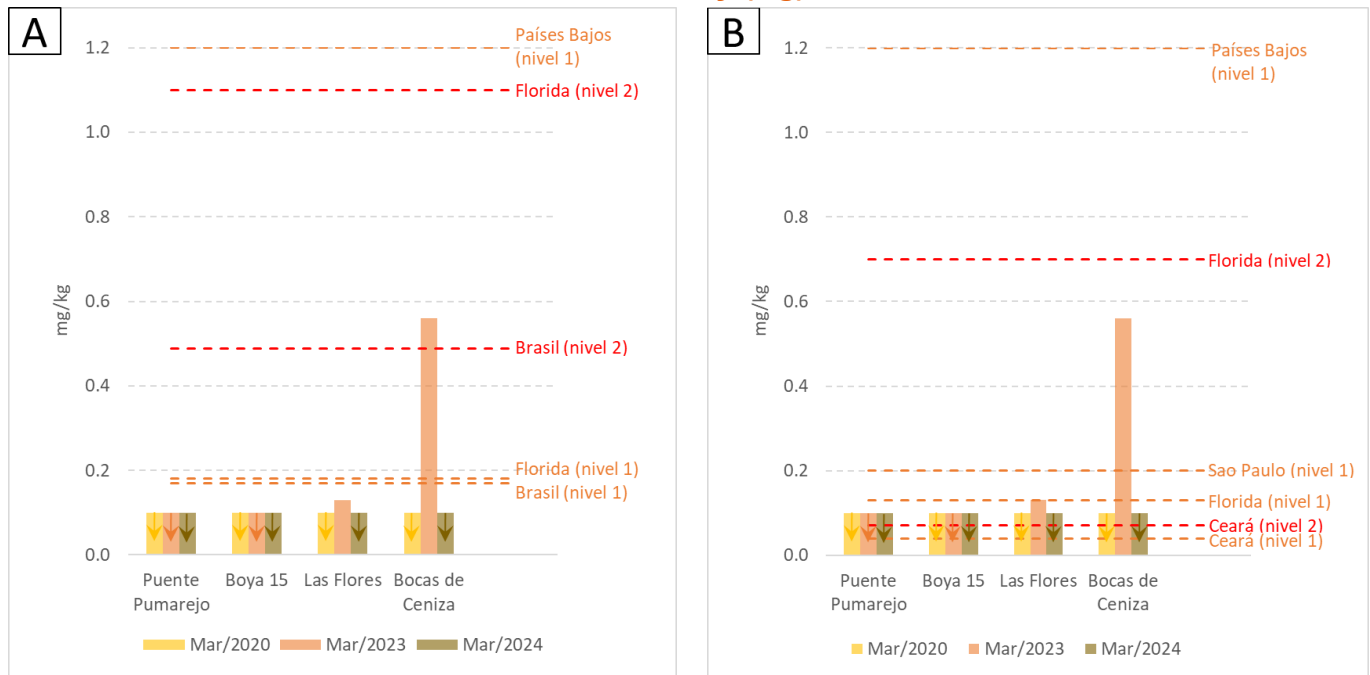 A
1.2
1.0
0.8
0.6
0.4
0.2
0.0
mg/kg
Países Bajos
(nivel 1)
Florida (nivel 2)
Brasil (nivel 2)
Florida (nivel 1)
Brasil (nivel 1)
Puente
Pumarejo
Boya 15
Las Flores
Bocas de
Ceniza
Mar/2020
Mar/2023
Mar/2024
B
1.2
1.0
0.8
0.6
0.4
0.2
0.0
mg/kg
Países Bajos
(nivel 1)
Florida (nivel 2)
Sao Paulo (nivel 1)
Florida (nivel 1)
Ceará (nivel 2)
Ceará (nivel 1)
Puente
Pumarejo
Boya 15
Las Flores
Bocas de
Ceniza
Mar/2020
Mar/2023
Mar/2024